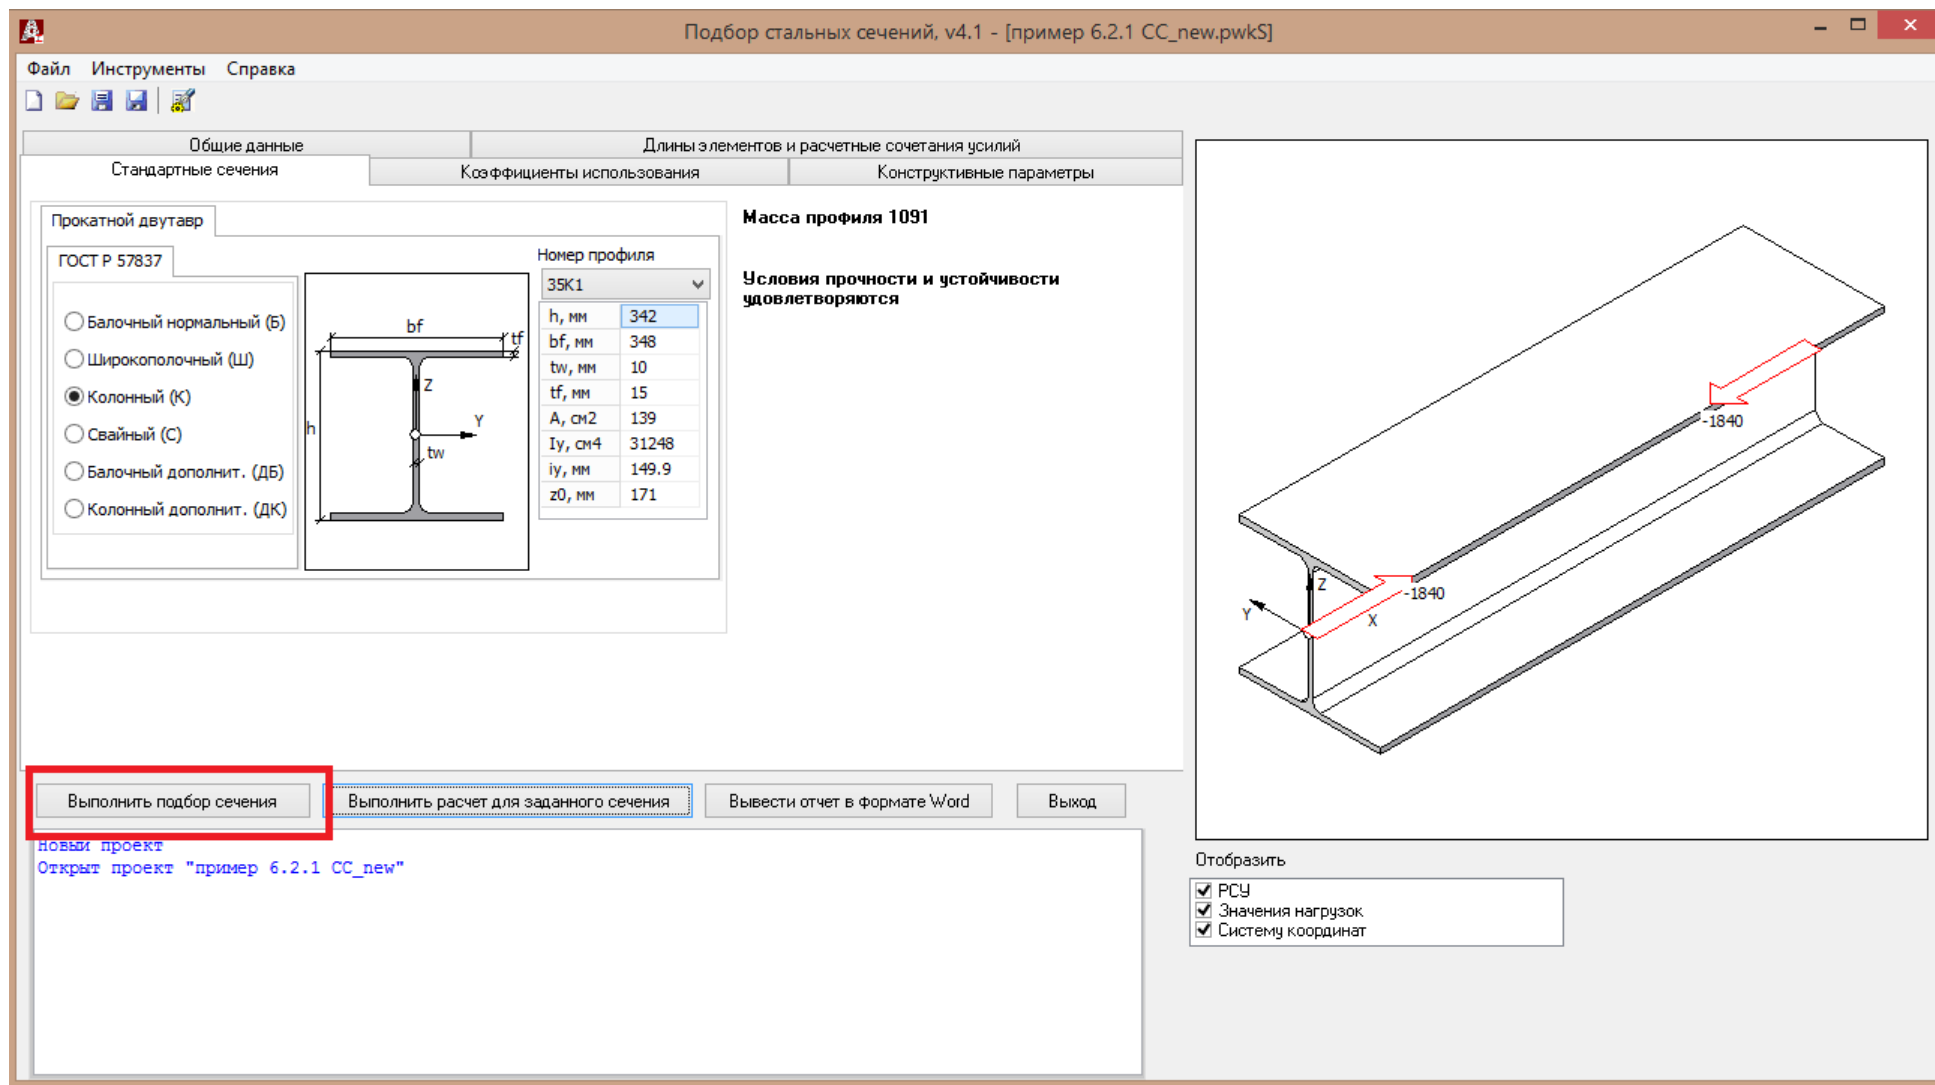 Подбор стальных сечений, v4.1 - [пример 6.2.1 СС_new.pwkS]
Файл Инструменты Справка
Общие данные
Длины элементов и расчетные сочетания усилий
Стандартные сечения
Коэффициенты использования
Конструктивные параметры
Прокатной двутавр
ГОСТ Р 57837
Балочный нормальный (Б)
Широкополочный (Ш)
Колонный (К)
Свайный (С)
Балочный дополнит. (ДБ)
Колонный дополнит. (ДК)
bf
tf
Z
Y
h
tw
Номер профиля
35К1
h, мм 342
bf, мм 348
tw, мм 10
tf, мм 15
A, см2 139
Iy, см4 31248
iy, мм 149.9
z0, мм 171
Масса профиля 1091
Условия прочности и устойчивости
удовлетворяются
-1840
Z
-1840
Y
X
Выполнить подбор сечения
Выполнить расчет для заданного сечения
Вывести отчет в формате Word
Выход
Новый проект
Открыт проект "пример 6.2.1 СС_new"
Отобразить
РСУ
Значения нагрузок
Систему координат